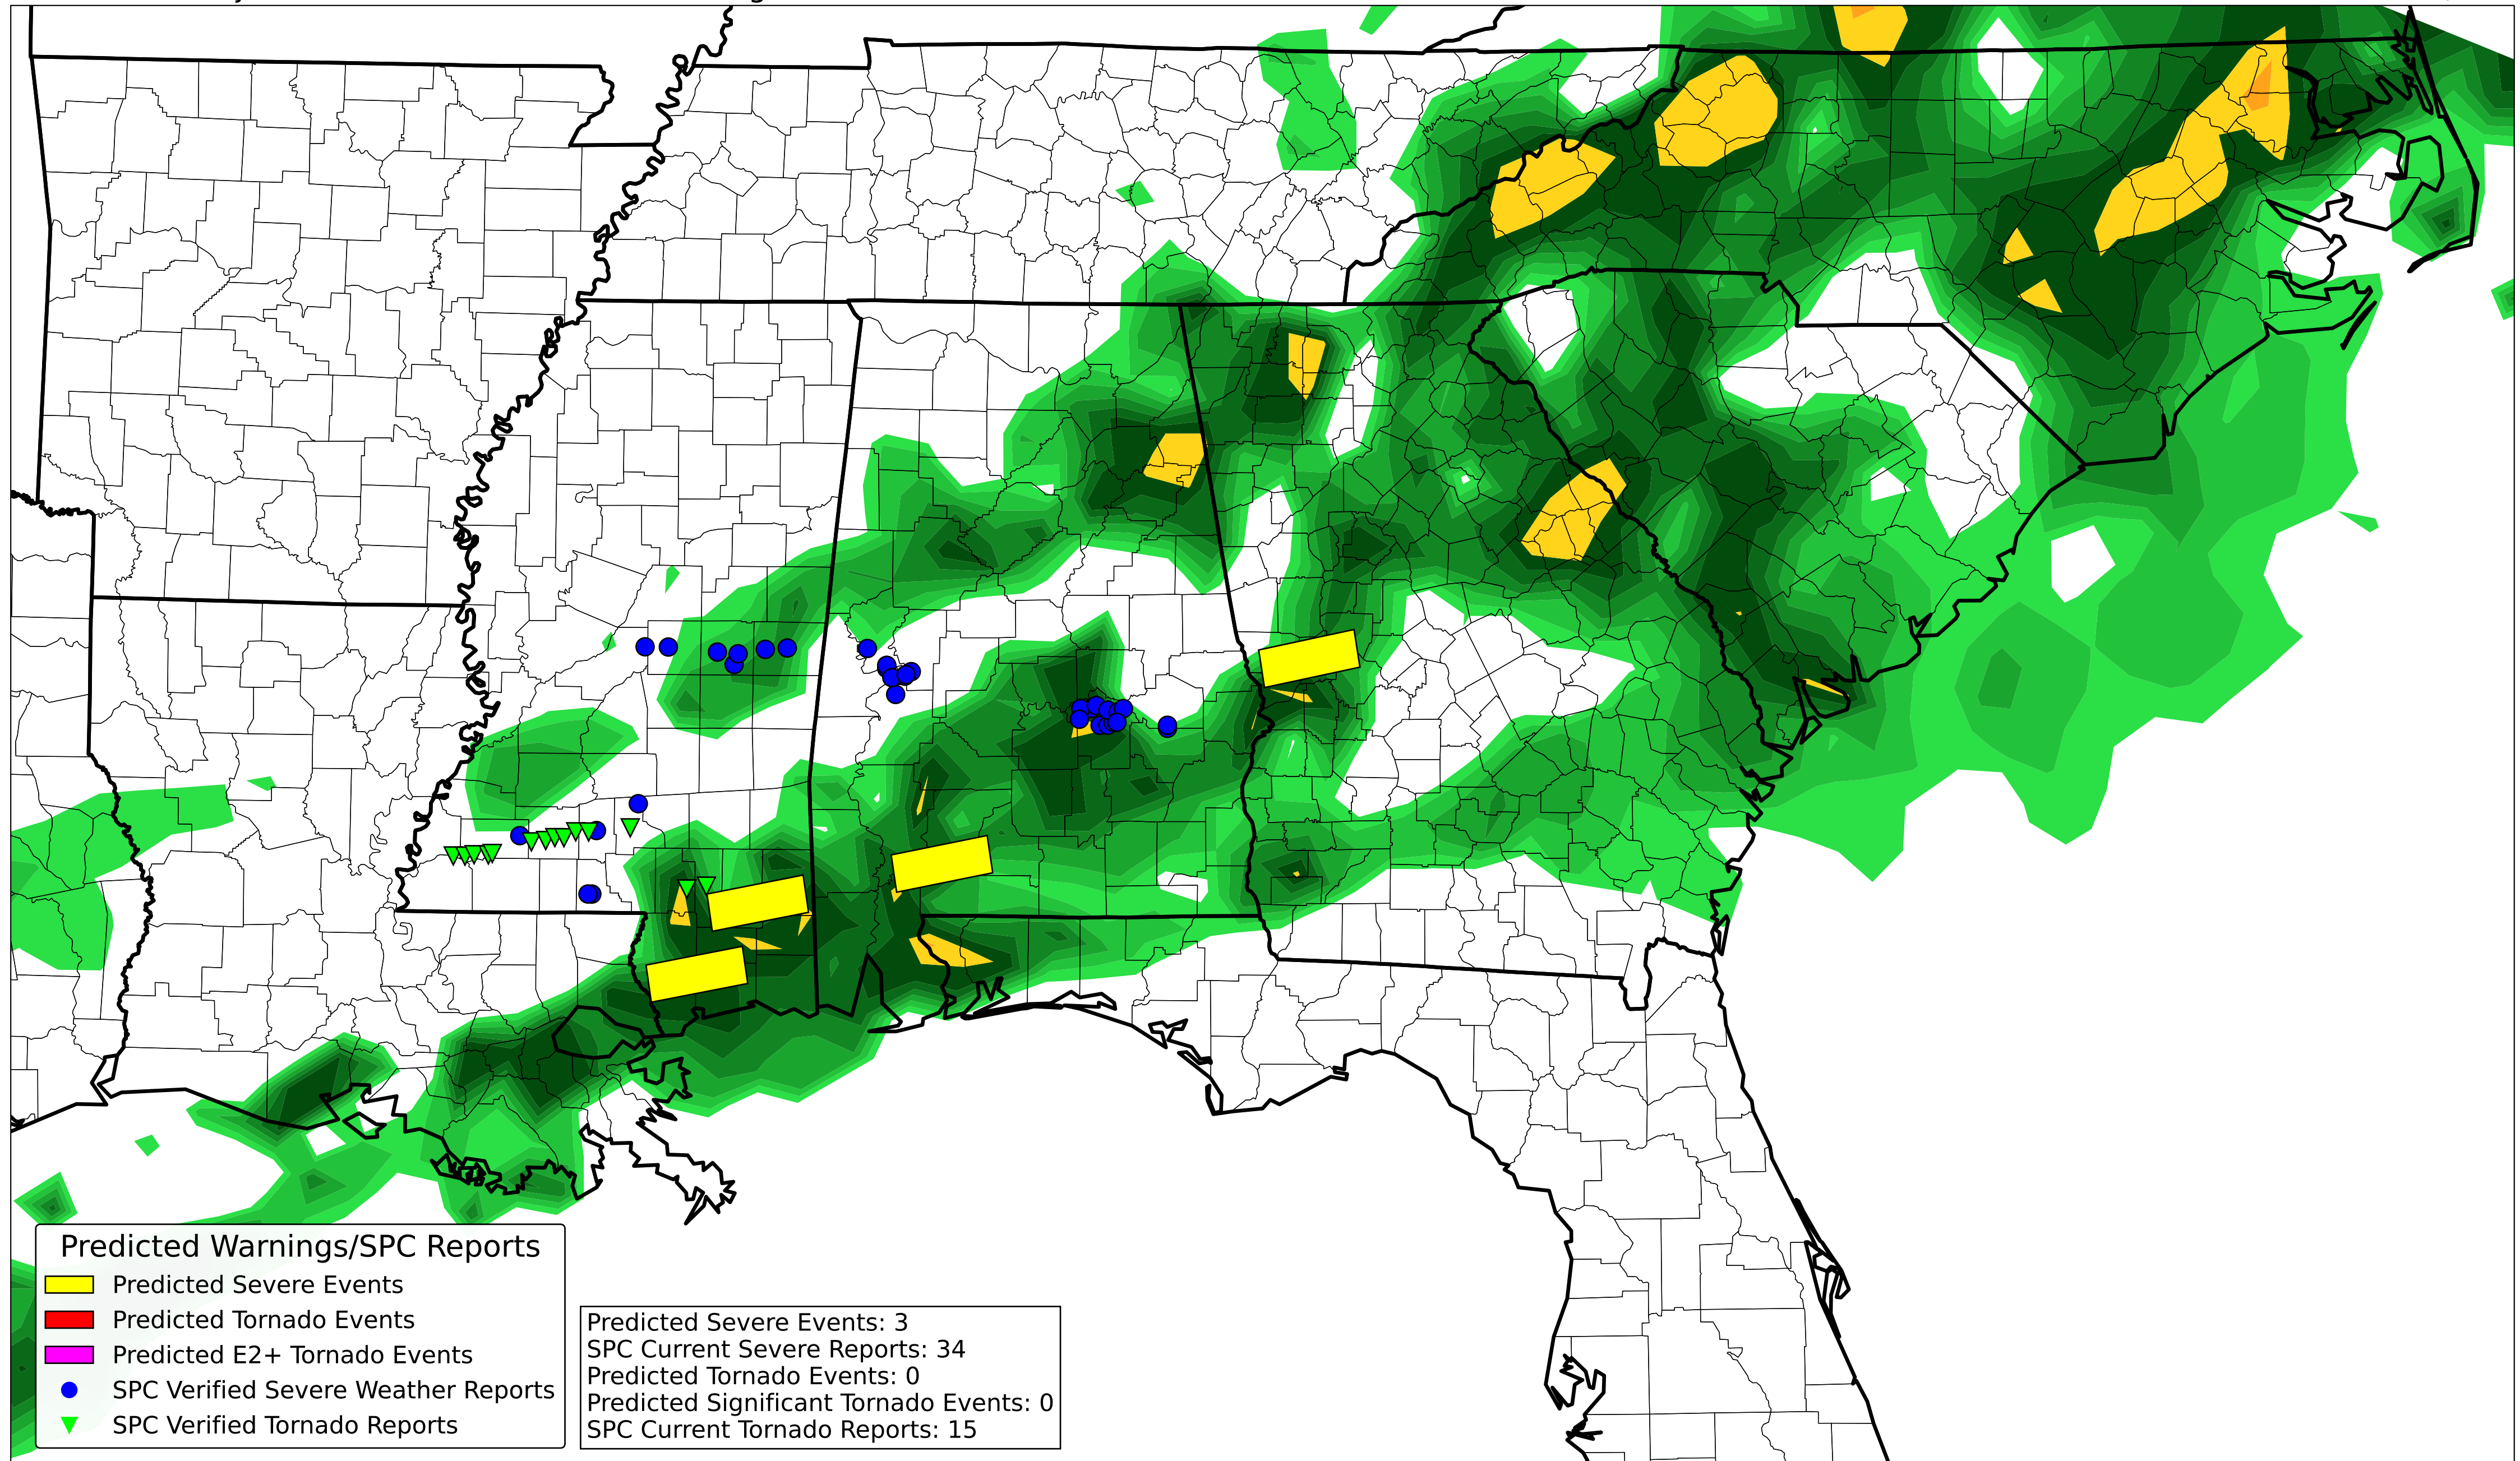 Predicted Warnings/SPC Reports
Predicted Severe Events
Predicted Tornado Events
Predicted E2+ Tornado Events
SPC Verified Severe Weather Reports
SPC Verified Tornado Reports
Predicted Severe Events: 3
SPC Current Severe Reports: 34
Predicted Tornado Events: 0
Predicted Significant Tornado Events: 0
SPC Current Tornado Reports: 15